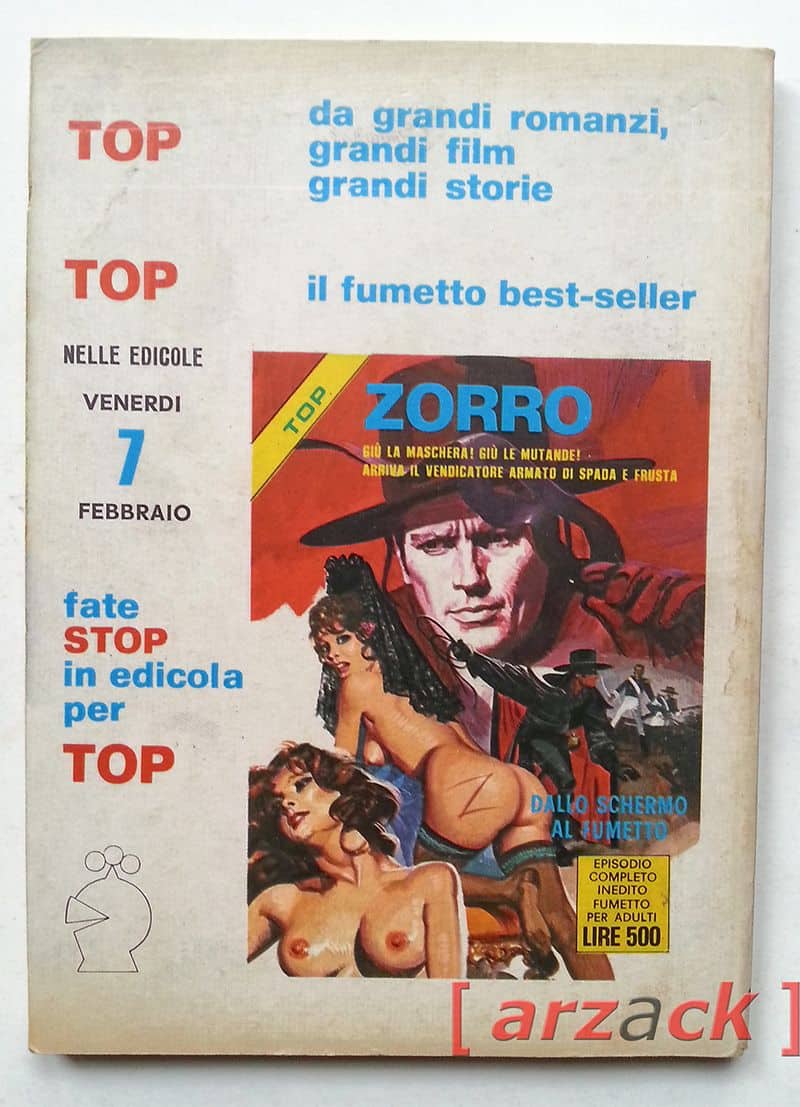 TOP
da grandi romanzi,
grandi film
grandi storie
TOP
il fumetto best-seller
NELLE EDICOLE
VENERDI
7
FEBBRAIO
fate
STOP
in edicola
per
TOP
TOP
ZORRO
GIÙ LA MASCHERA! GIÙ LE MUTANDE!
ARRIVA IL VENDICATORE ARMATO DI SPADA E FRUSTA
Z
DALLO SCHERMO
AL FUMETTO
EPISODIO
COMPLETO
INEDITO
FUMETTO
PER ADULTI
LIRE 500
[ arzack ]